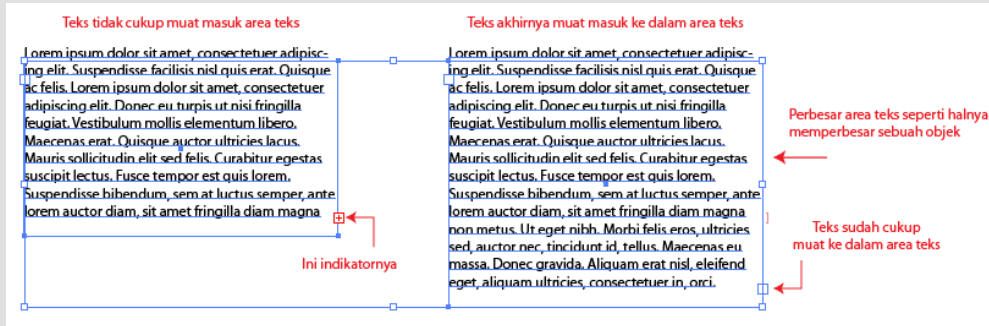 Teks tidak cukup muat masuk area teks
Lorem ipsum dolor sit amet, consectetuer adipisc-
ing elit. Suspendisse facilisis nisl quis erat. Quisque
ac felis. Lorem ipsum dolor sit amet, consectetuer
adipiscing elit. Donec eu turpis ut nisi fringilla
feugiat. Vestibulum mollis elementum libero.
Maecenas erat. Quisque auctor ultricies lacus.
Mauris sollicitudin elit sed felis. Curabitur egestas
suscipit lectus. Fusce tempor est quis lorem.
Suspendisse bibendum, sem at luctus semper, ante
lorem auctor diam, sit amet fringilla diam magna
Ini indikatornya
Teks akhirnya muat masuk ke dalam area teks
Lorem ipsum dolor sit amet, consectetuer adipisc-
ing elit. Suspendisse facilisis nisl quis erat. Quisque
ac felis. Lorem ipsum dolor sit amet, consectetuer
adipiscing elit. Donec eu turpis ut nisi fringilla
feugiat. Vestibulum mollis elementum libero.
Maecenas erat. Quisque auctor ultricies lacus.
Mauris sollicitudin elit sed felis. Curabitur egestas
suscipit lectus. Fusce tempor est quis lorem.
Suspendisse bibendum, sem at luctus semper, ante
lorem auctor diam, sit amet fringilla diam magna
non metus. Ut eget nibh. Morbi felis eros, ultricies
sed, auctor nec, tincidunt id, tellus. Maecenas eu
massa. Donec gravida. Aliquam erat nisl, eleifend
eget, aliquam ultricies, consectetuer in, orci.
Perbesar area teks seperti halnya
memperbesar sebuah objek
Teks sudah cukup
muat ke dalam area teks